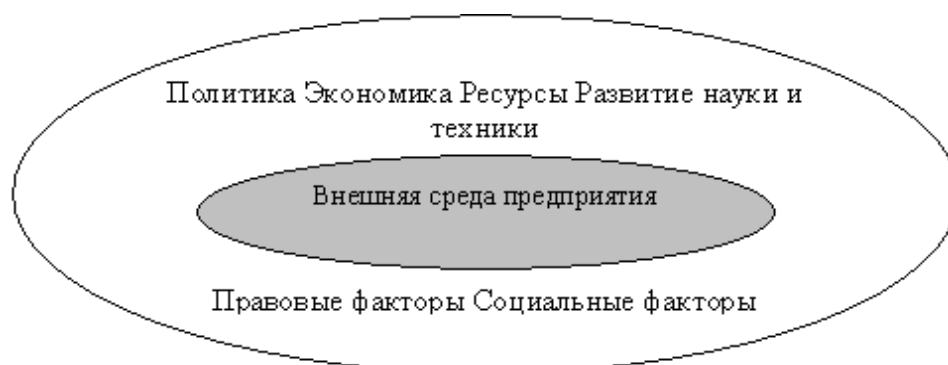 Политика Экономика Ресурсы Развитие науки и
техники
Внешняя среда предприятия
Правовые факторы Социальные факторы